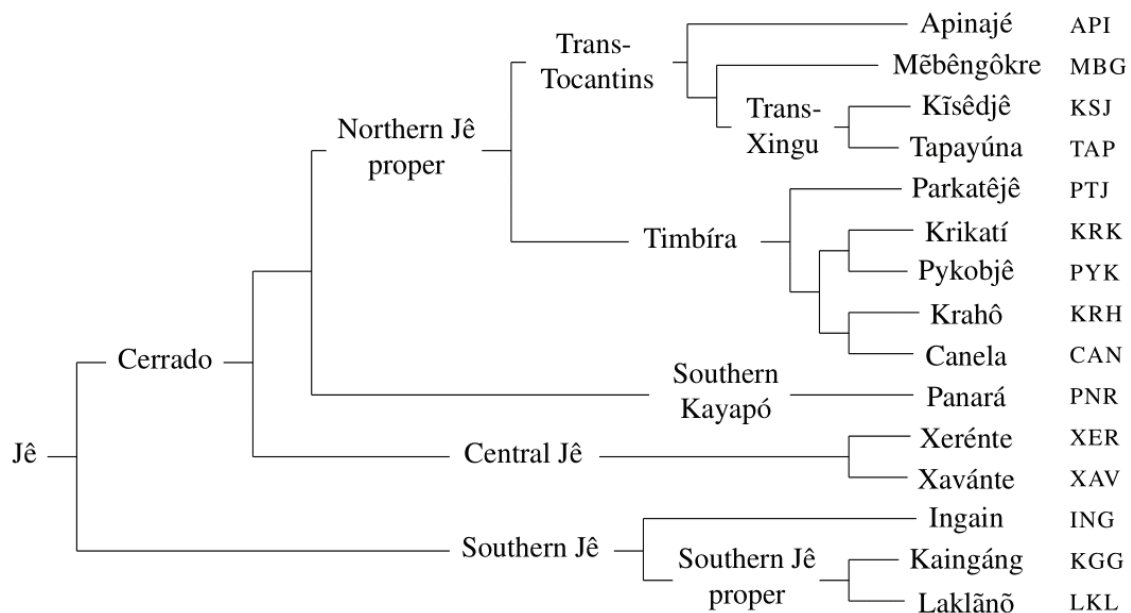 Apinajé API
Trans-
Tocantins
Mẽbêngôkre MBG
Trans-
Xingu
Kĩsêdjê KSJ
Northern Jê
proper
Tapayúna TAP
Parkatêjê PTJ
Timbíra
Krikatí KRK
Pykobjê PYK
Krahô KRH
Cerrado
Canela CAN
Southern
Kayapó
Panará PNR
Xerénte XER
Jê
Central Jê
Xavánte XAV
Ingain ING
Southern Jê
Southern Jê
proper
Kaingáng KGG
Laklãnõ LKL